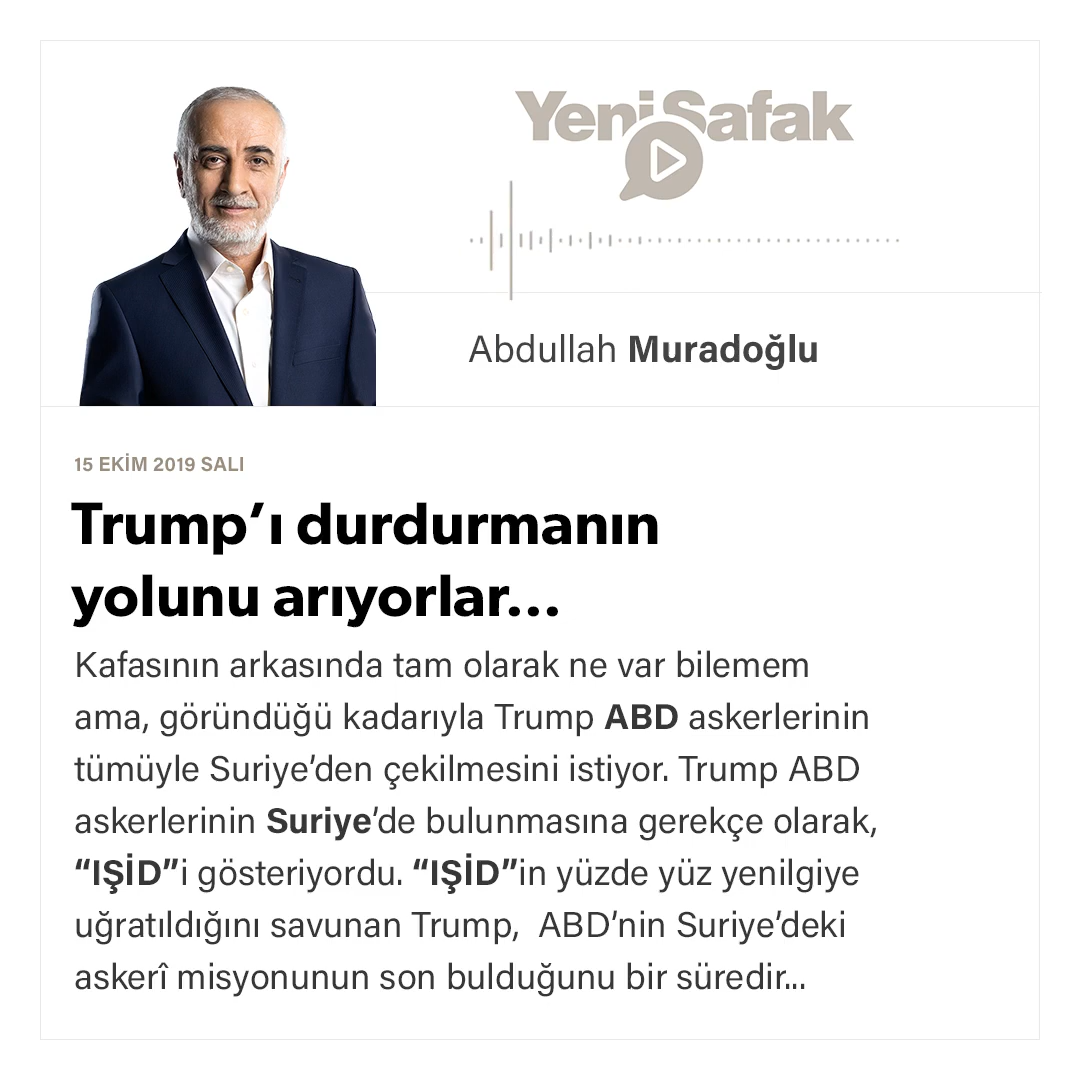 YeniSafak
Abdullah Muradoğlu
15 EKİM 2019 SALI
Trump’ı durdurmanın
yolunu arıyorlar...
Kafasının arkasında tam olarak ne var bilemem
ama, göründüğü kadarıyla Trump ABD askerlerinin
tümüyle Suriye’den çekilmesini istiyor. Trump ABD
askerlerinin Suriye’de bulunmasına gerekçe olarak,
“IŞİD”i gösteriyordu. “IŞİD”in yüzde yüz yenilgiye
uğratıldığını savunan Trump,  ABD’nin Suriye’deki
askerî misyonunun son bulduğunu bir süredir...